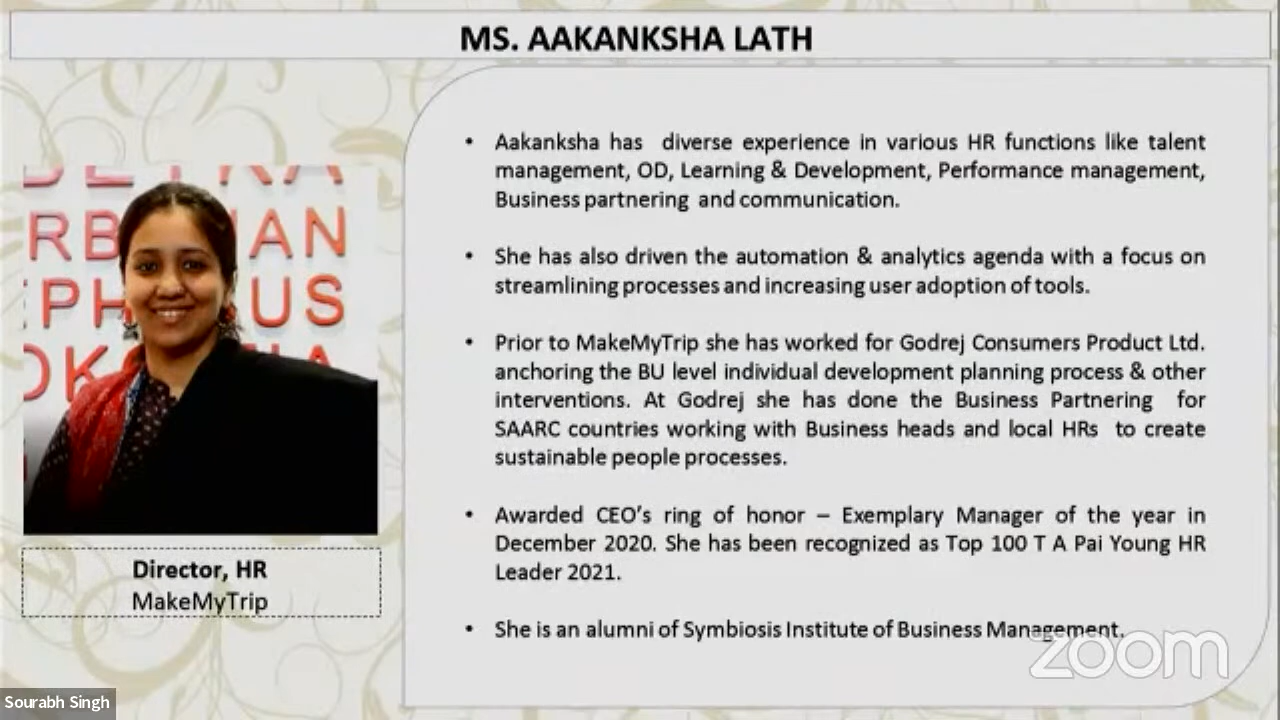 MS. AAKANKSHA LATH
• Aakanksha has diverse experience in various HR functions like talent
management, OD, Learning & Development, Performance management,
Business partnering and communication.
• She has also driven the automation & analytics agenda with a focus on
streamlining processes and increasing user adoption of tools.
• Prior to MakeMyTrip she has worked for Godrej Consumers Product Ltd.
anchoring the BU level individual development planning process & other
interventions. At Godrej she has done the Business Partnering for
SAARC countries working with Business heads and local HRs to create
sustainable people processes.
• Awarded CEO’s ring of honor – Exemplary Manager of the year in
December 2020. She has been recognized as Top 100 T A Pai Young HR
Leader 2021.
• She is an alumni of Symbiosis Institute of Business Management.
Director, HR
MakeMyTrip
zoom
Sourabh Singh